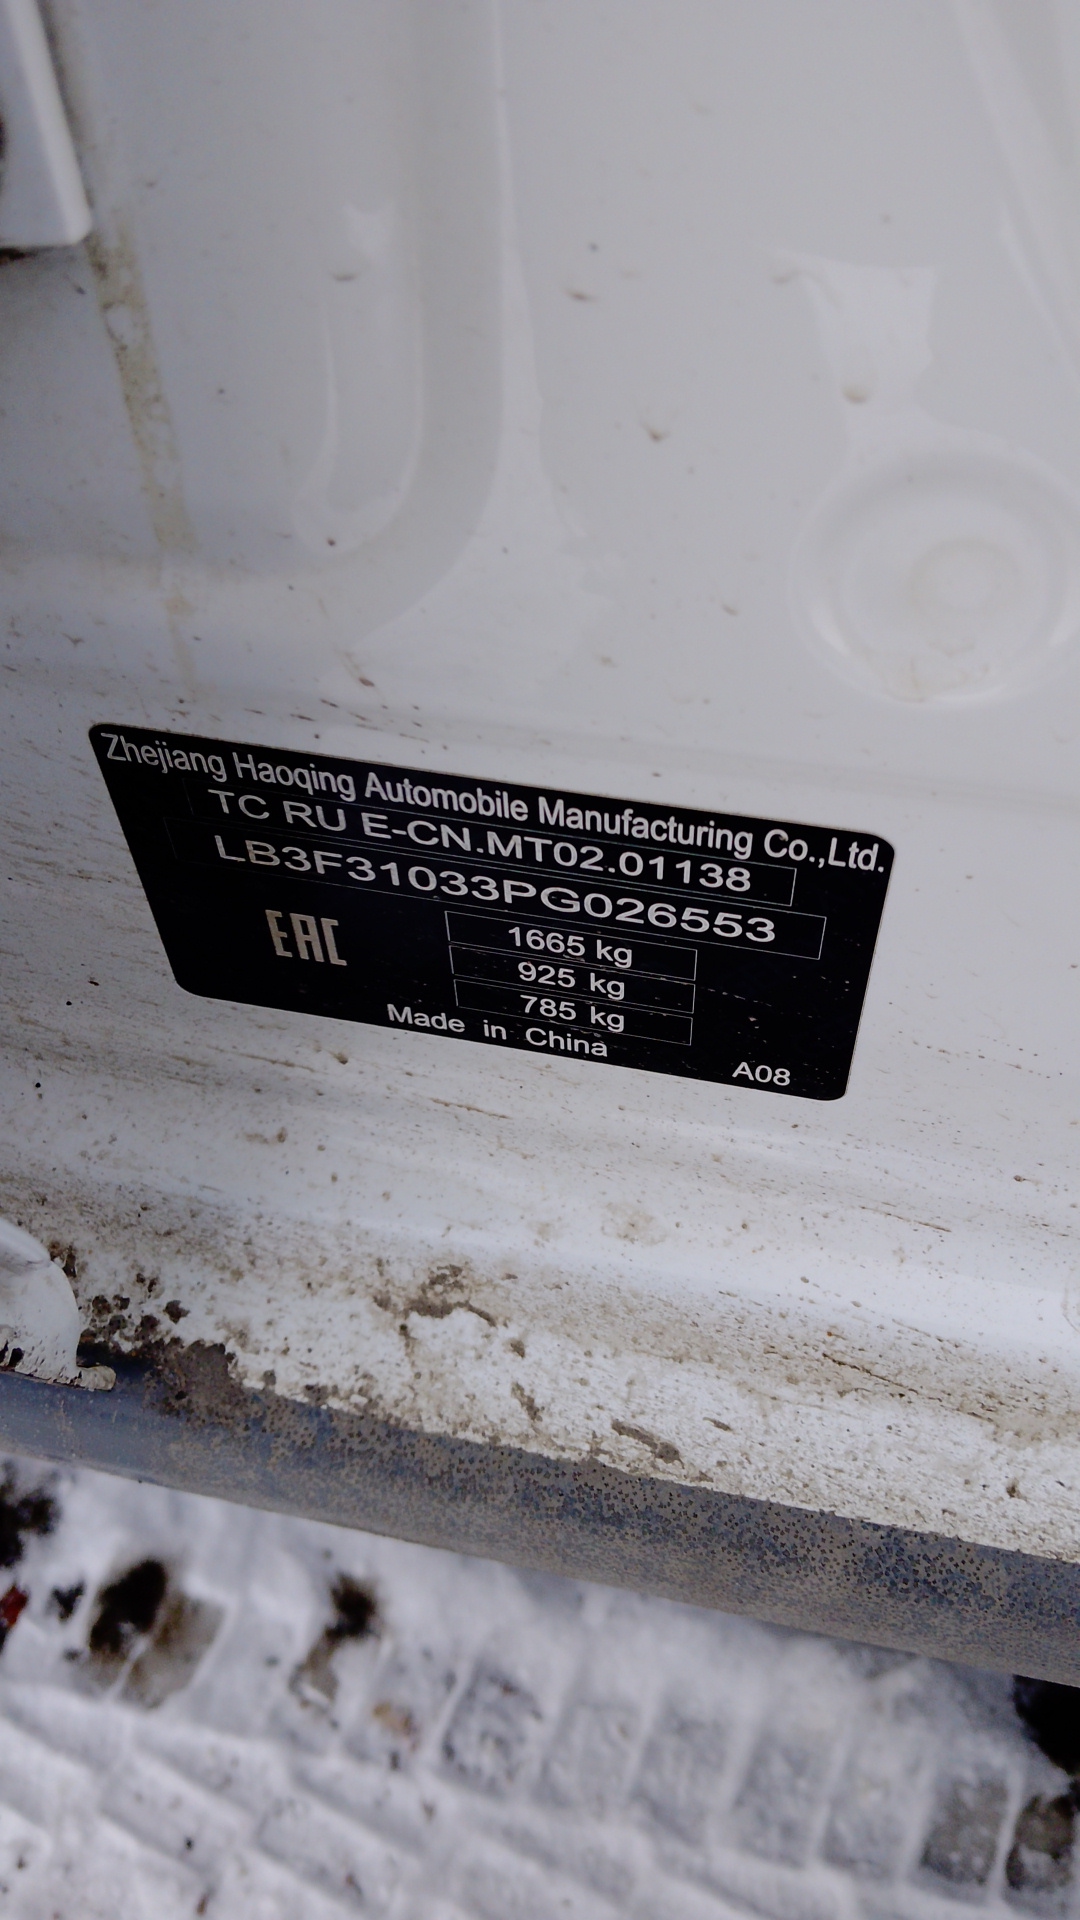 Zhejiang Haoqing Automobile Manufacturing Co.,Ltd.
TC RU E-CN.MT02.01138
LB3F31033PG026553
EAC
1665 kg
925 kg
785 kg
Made in China
A08